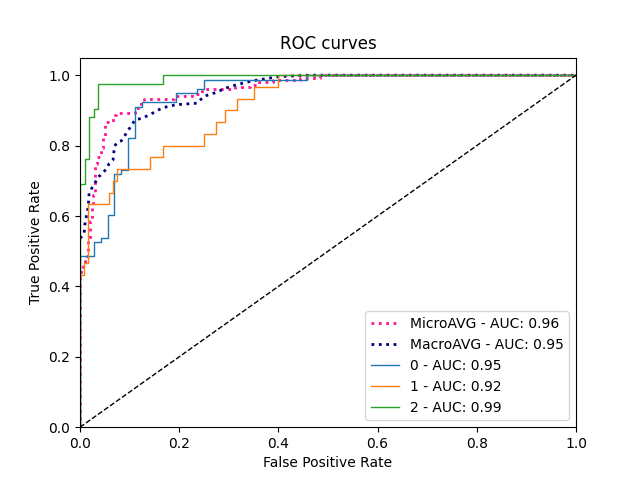 ROC curves
True Positive Rate
1.0
0.8
0.6
0.4
0.2
0.0
MicroAVG - AUC: 0.96
MacroAVG - AUC: 0.95
0 - AUC: 0.95
1 - AUC: 0.92
2 - AUC: 0.99
0.0 0.2 0.4 0.6 0.8 1.0
False Positive Rate